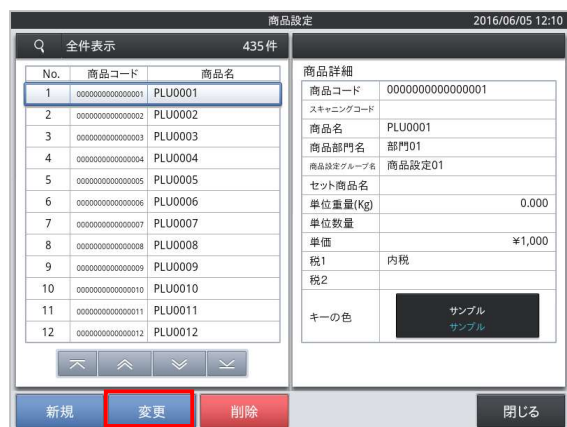 商品設定 2016/06/05 12:10
全件表示 435件
No. 商品コード 商品名
1 0000000000000001 PLU0001
2 0000000000000002 PLU0002
3 0000000000000003 PLU0003
4 0000000000000004 PLU0004
5 0000000000000005 PLU0005
6 0000000000000006 PLU0006
7 0000000000000007 PLU0007
8 0000000000000008 PLU0008
9 0000000000000009 PLU0009
10 0000000000000010 PLU0010
11 0000000000000011 PLU0011
12 0000000000000012 PLU0012
商品詳細
商品コード 0000000000000001
スキャニングコード
商品名 PLU0001
商品部門名 部門01
商品設定グループ名 商品設定01
セット商品名
単位重量(Kg) 0.000
単位数量
単価 ¥1,000
税1 内税
税2
キーの色 サンプル
サンプル
新規 変更 削除 閉じる